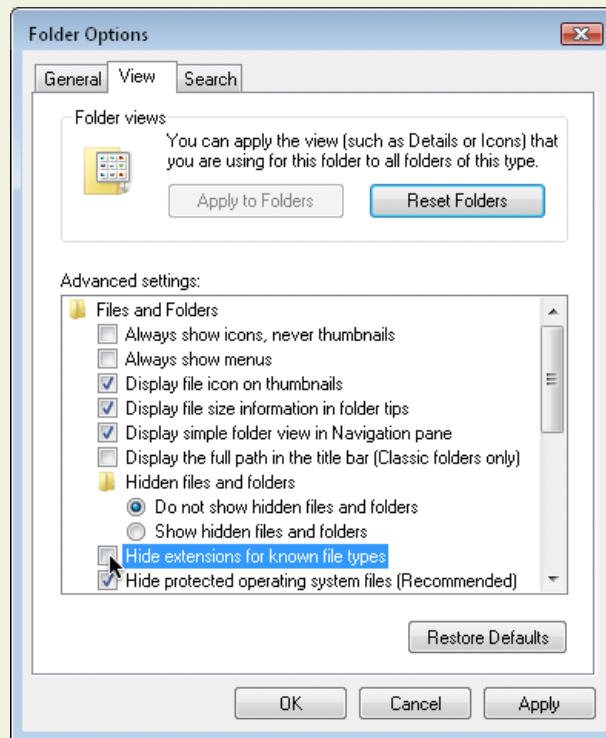 Folder Options
General View Search
Folder views
You can apply the view (such as Details or Icons) that
you are using for this folder to all folders of this type.
Apply to Folders Reset Folders
Advanced settings:
Files and Folders
Always show icons, never thumbnails
Always show menus
Display file icon on thumbnails
Display file size information in folder tips
Display simple folder view in Navigation pane
Display the full path in the title bar (Classic folders only)
Hidden files and folders
Do not show hidden files and folders
Show hidden files and folders
Hide extensions for known file types
Hide protected operating system files (Recommended)
Restore Defaults
OK Cancel Apply